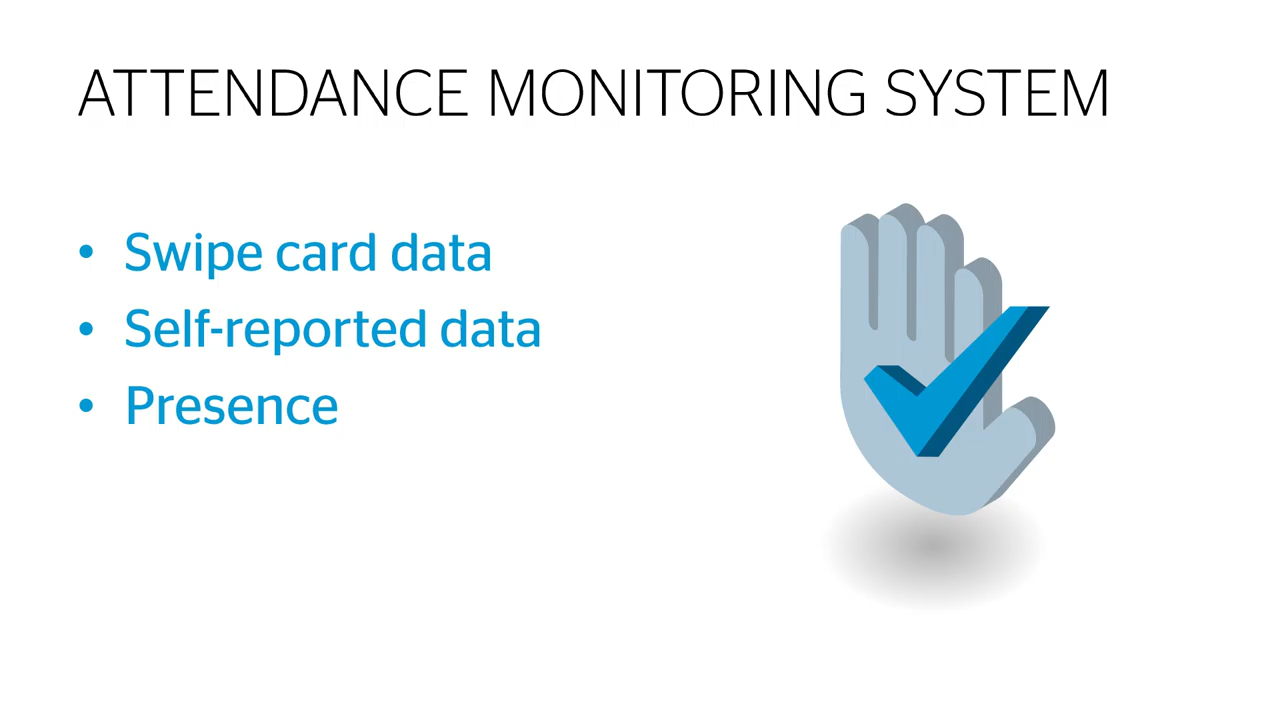 ATTENDANCE MONITORING SYSTEM
• Swipe card data
• Self-reported data
• Presence